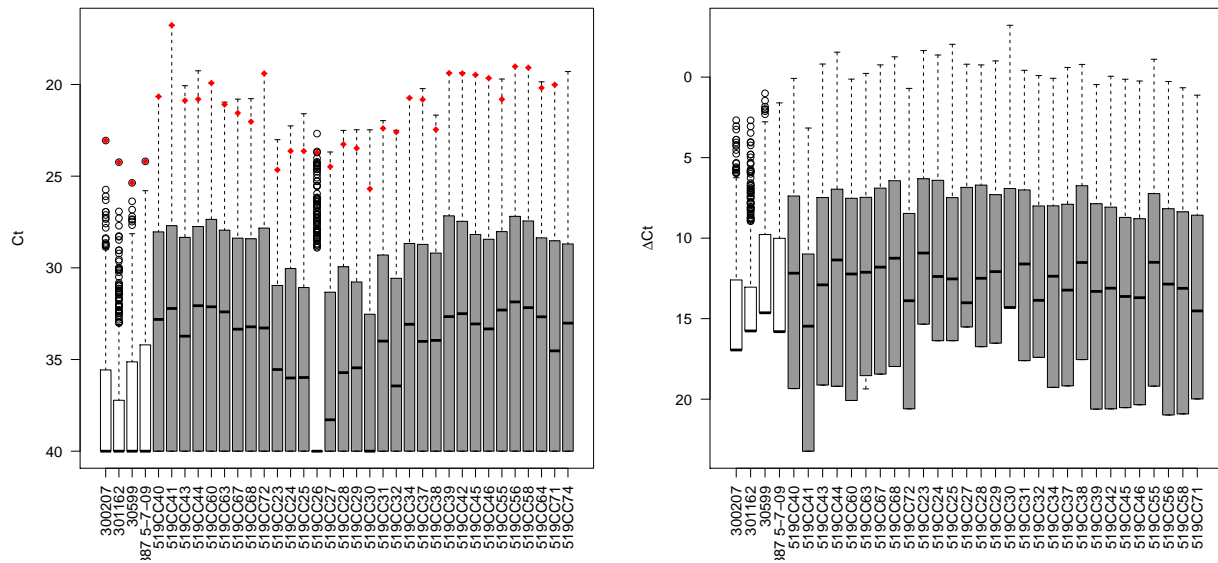 Ct
20
25
30
35
40
300207
301162
30599
387 5−7−09
519CC40
519CC41
519CC43
519CC44
519CC60
519CC63
519CC67
519CC68
519CC72
519CC23
519CC24
519CC25
519CC26
519CC27
519CC28
519CC29
519CC30
519CC31
519CC32
519CC34
519CC37
519CC38
519CC39
519CC42
519CC45
519CC46
519CC55
519CC56
519CC58
519CC64
519CC71
519CC74
ΔCt
0
5
10
15
20
300207
301162
30599
387 5−7−09
519CC40
519CC41
519CC43
519CC44
519CC60
519CC63
519CC67
519CC68
519CC72
519CC23
519CC24
519CC25
519CC27
519CC28
519CC29
519CC30
519CC31
519CC32
519CC34
519CC37
519CC38
519CC39
519CC42
519CC45
519CC46
519CC55
519CC56
519CC58
519CC71